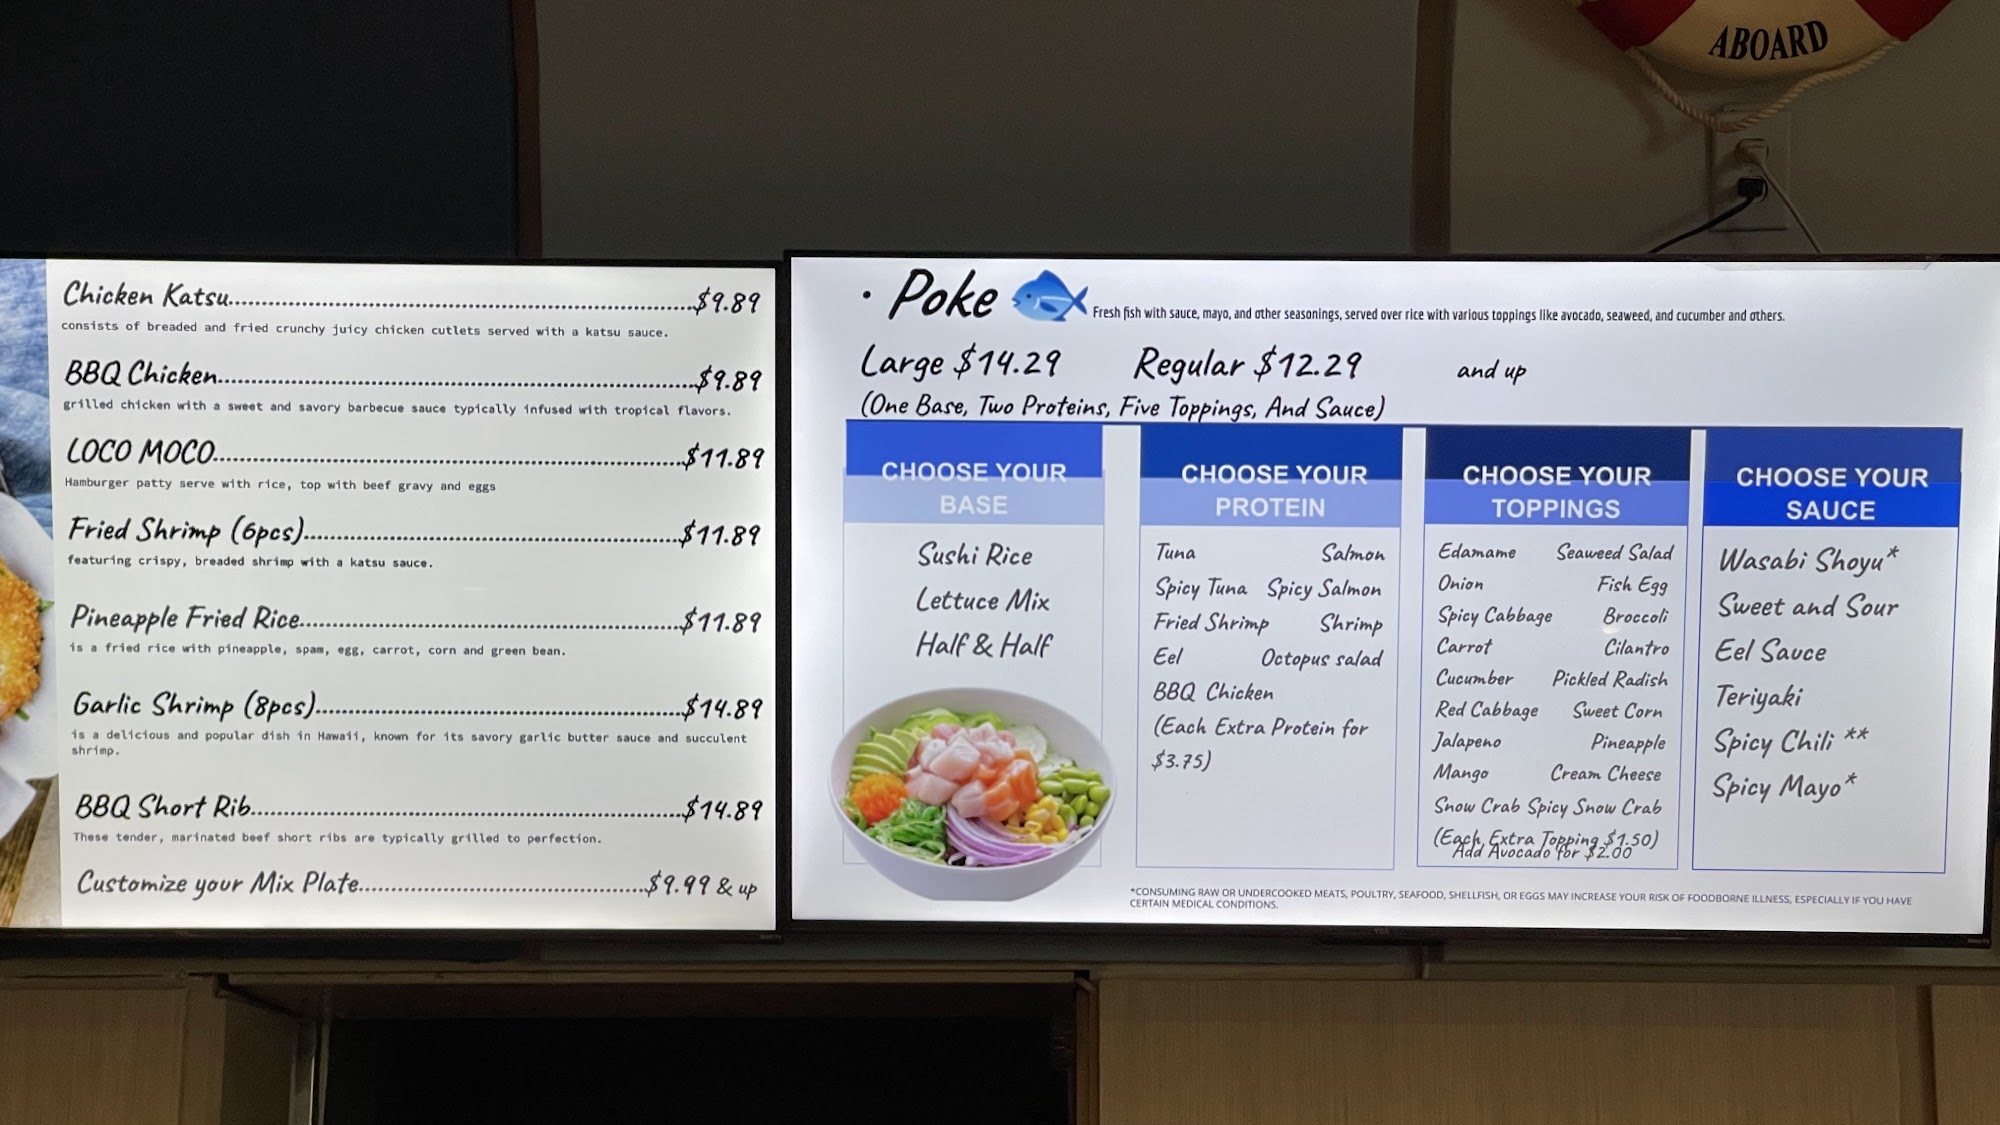 ABOARD
Chicken Katsu...$9.89
consists of breaded and fried crunchy juicy chicken cutlets served with a katsu sauce.
BBQ Chicken...$9.89
grilled chicken with a sweet and savory barbecue sauce typically infused with tropical flavors.
LOCO MOCO...$11.89
Hamburger patty serve with rice, top with beef gravy and eggs
Fried Shrimp (6pcs)...$11.89
featuring crispy, breaded shrimp with a katsu sauce.
Pineapple Fried Rice...$11.89
is a fried rice with pineapple, spam, egg, carrot, corn and green bean.
Garlic Shrimp (8pcs)...$14.89
is a delicious and popular dish in Hawaii, known for its savory garlic butter sauce and succulent
shrimp.
BBQ Short Rib...$14.89
These tender, marinated beef short ribs are typically grilled to perfection.
Customize your Mix Plate...$9.99 & up
· Poke Fresh fish with sauce, mayo, and other seasonings, served over rice with various toppings like avocado, seaweed, and cucumber and others.
Large $14.29 Regular $12.29 and up
(One Base, Two Proteins, Five Toppings, And Sauce)
CHOOSE YOUR
BASE
Sushi Rice
Lettuce Mix
Half & Half
CHOOSE YOUR
PROTEIN
Tuna Salmon
Spicy Tuna Spicy Salmon
Fried Shrimp Shrimp
Eel Octopus salad
BBQ Chicken
(Each Extra Protein for
$3.75)
CHOOSE YOUR
TOPPINGS
Edamame Seaweed Salad
Onion Fish Egg
Spicy Cabbage Broccoli
Carrot Cilantro
Cucumber Pickled Radish
Red Cabbage Sweet Corn
Jalapeno Pineapple
Mango Cream Cheese
Snow Crab Spicy Snow Crab
(Each Extra Topping $1.50)
Add Avocado for $2.00
CHOOSE YOUR
SAUCE
Wasabi Shoyu*
Sweet and Sour
Eel Sauce
Teriyaki
Spicy Chili **
Spicy Mayo*
*CONSUMING RAW OR UNDERCOOKED MEATS, POULTRY, SEAFOOD, SHELLFISH, OR EGGS MAY INCREASE YOUR RISK OF FOODBORNE ILLNESS, ESPECIALLY IF YOU HAVE
CERTAIN MEDICAL CONDITIONS.